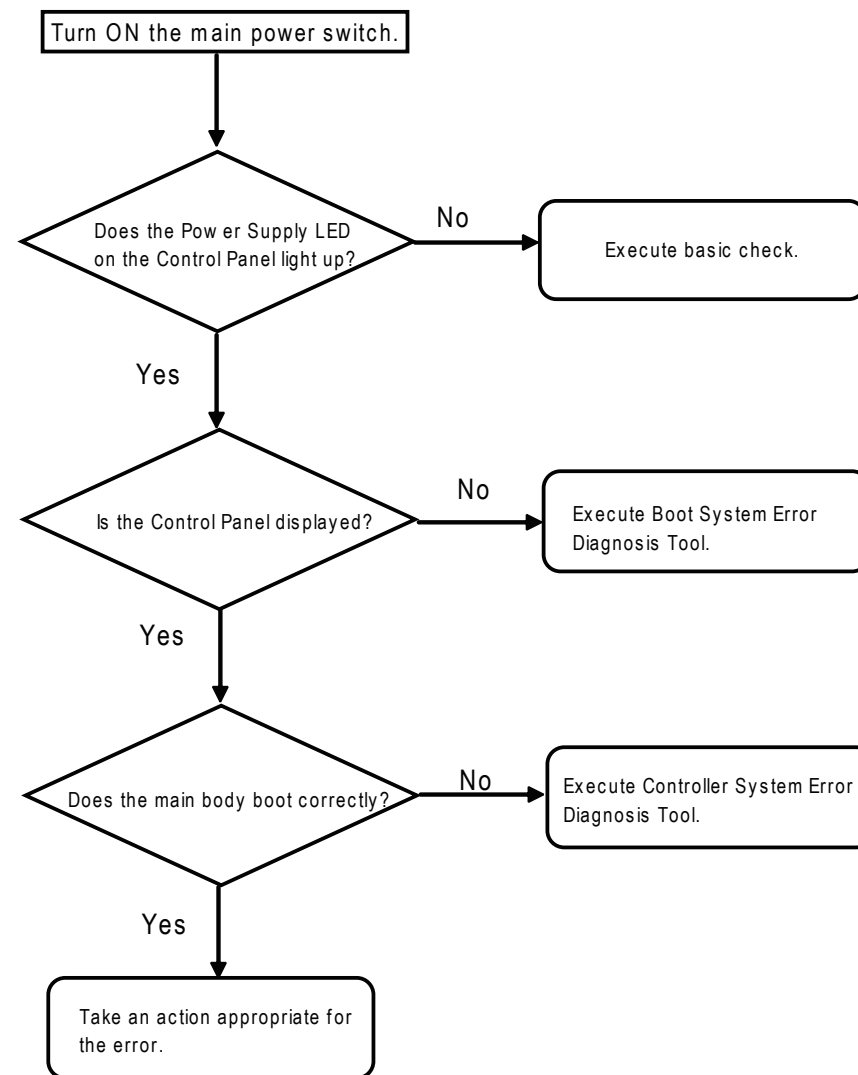 Turn ON the main power switch.
Does the Power Supply LED
on the Control Panel light up?
No
Execute basic check.
Yes
Is the Control Panel displayed?
No
Execute Boot System Error
Diagnosis Tool.
Yes
Does the main body boot correctly?
No
Execute Controller System Error
Diagnosis Tool.
Yes
Take an action appropriate for
the error.